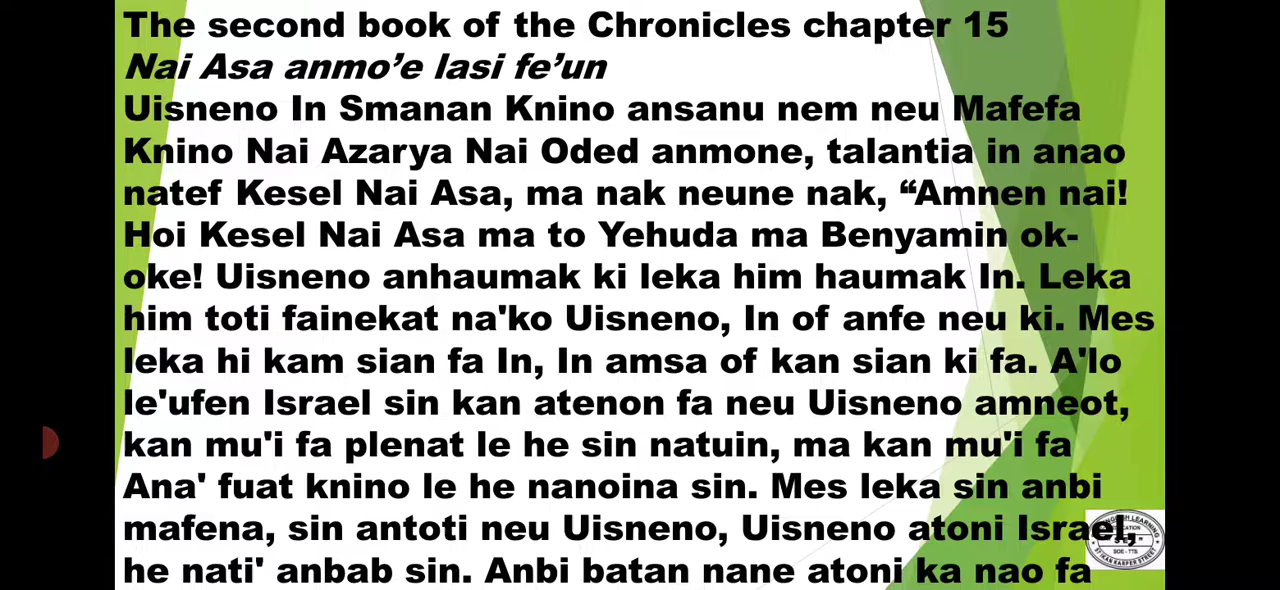 The second book of the Chronicles chapter 15
Nai Asa anmo’e lasi fe’un
Uisneno In Smanan Knino ansanu nem neu Mafefa
Knino Nai Azarya Nai Oded anmone, talantia in anao
natef Kesel Nai Asa, ma nak neune nak, “Amnen nai!
Hoi Kesel Nai Asa ma to Yehuda ma Benyamin ok-
oke! Uisneno anhaumak ki leka him haumak In. Leka
him toti fainekat na'ko Uisneno, In of anfe neu ki. Mes
leka hi kam sian fa In, In amsa of kan sian ki fa. A'lo
le'ufen Israel sin kan atenon fa neu Uisneno amneot,
kan mu'i fa plenat le he sin natuin, ma kan mu'i fa
Ana' fuat knino le he nanoina sin. Mes leka sin anbi
mafena, sin antoti neu Uisneno, Uisneno atoni Israel,
he nati' anbab sin. Anbi batan nane atoni ka nao fa
LEARNING
SOE - TTS